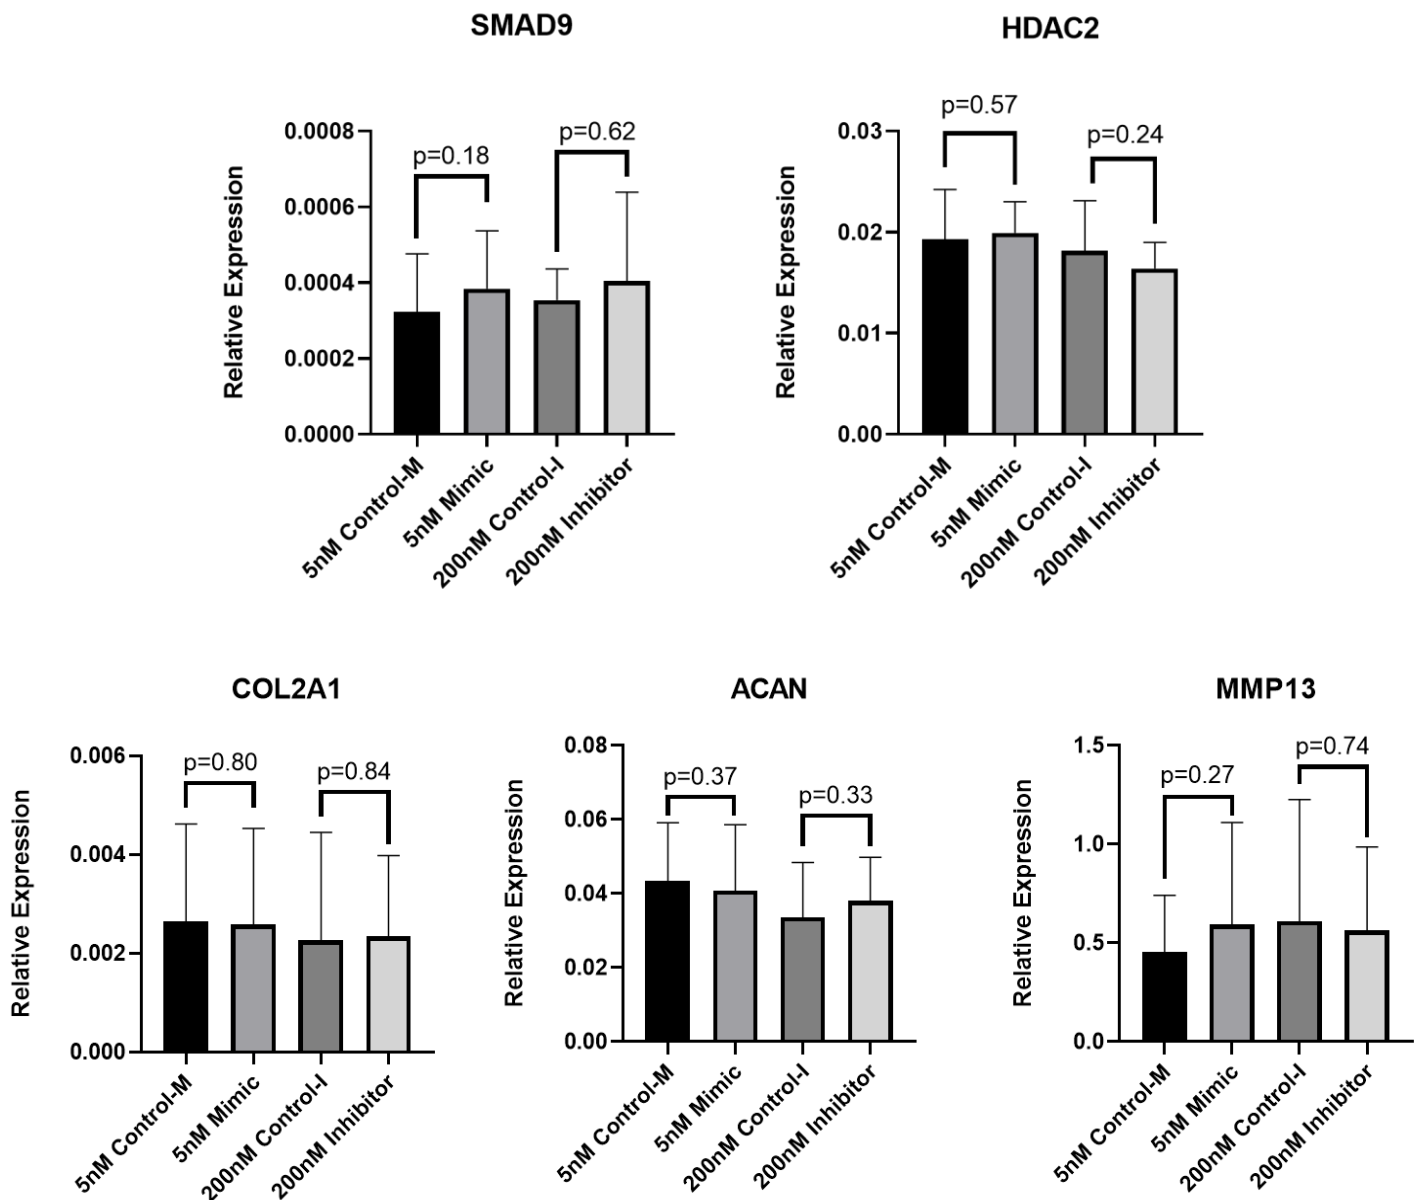 SMAD9
Relative Expression
0.0008
0.0006
0.0004
0.0002
0.0000
p=0.18
p=0.62
5nM Control-M
5nM Mimic
200nM Control-I
200nM Inhibitor
HDAC2
Relative Expression
0.03
0.02
0.01
0.00
p=0.57
p=0.24
5nM Control-M
5nM Mimic
200nM Control-I
200nM Inhibitor
COL2A1
Relative Expression
0.006
0.004
0.002
0.000
p=0.80
p=0.84
5nM Control-M
5nM Mimic
200nM Control-I
200nM Inhibitor
ACAN
Relative Expression
0.08
0.06
0.04
0.02
0.00
p=0.37
p=0.33
5nM Control-M
5nM Mimic
200nM Control-I
200nM Inhibitor
MMP13
Relative Expression
1.5
1.0
0.5
0.0
p=0.27
p=0.74
5nM Control-M
5nM Mimic
200nM Control-I
200nM Inhibitor